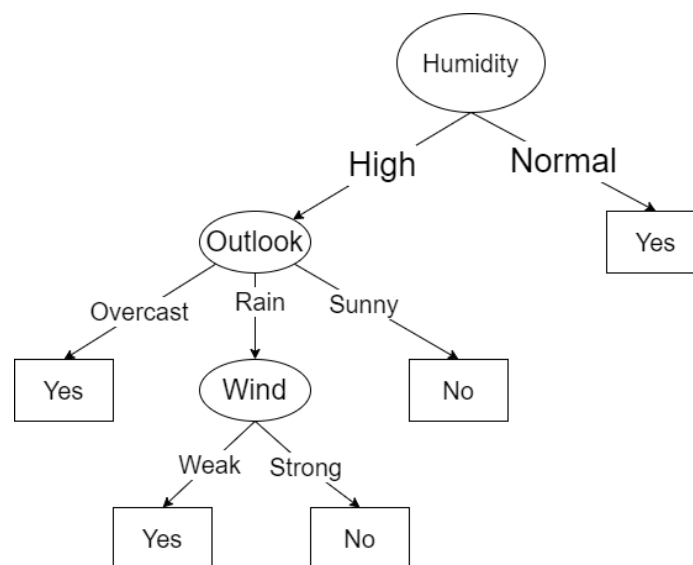 Humidity
High
Normal
Outlook
Yes
Overcast
Rain
Sunny
Yes
Wind
No
Weak
Strong
Yes
No